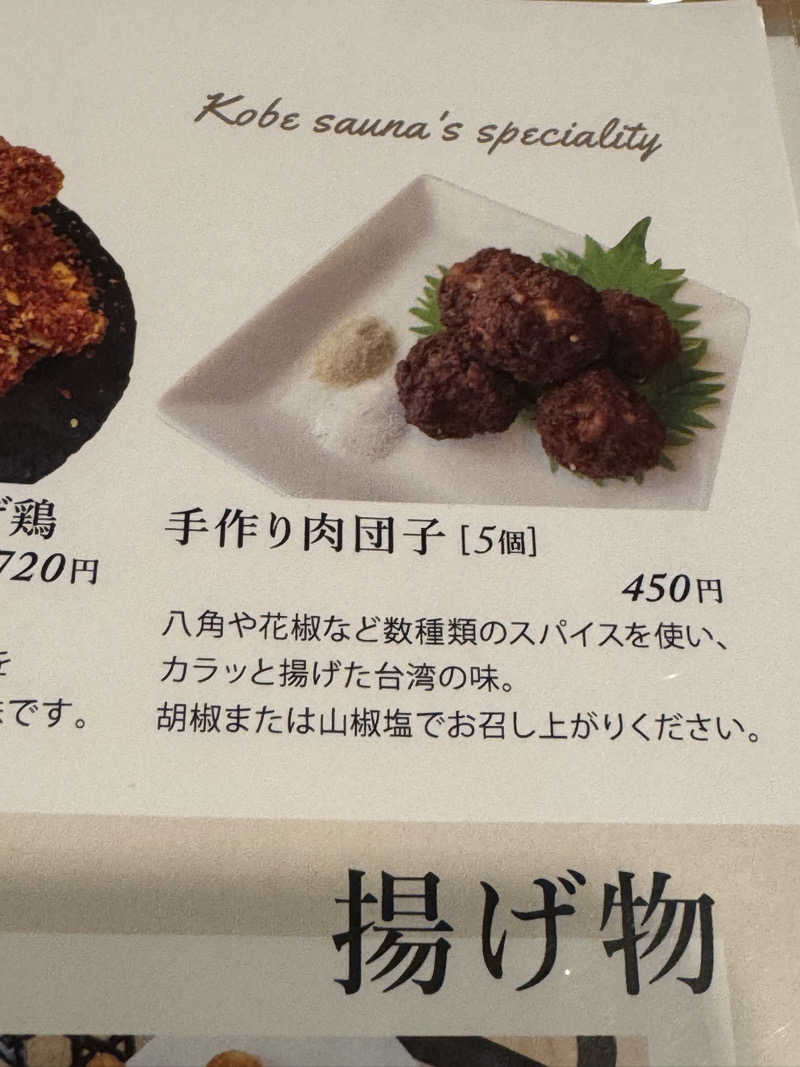 Kobe sauna's speciality
鶏
720円
手作り肉団子 [5個]
450円
八角や花椒など数種類のスパイスを使い、
カラッと揚げた台湾の味。
胡椒または山椒塩でお召し上がりください。
を
です。
揚げ物